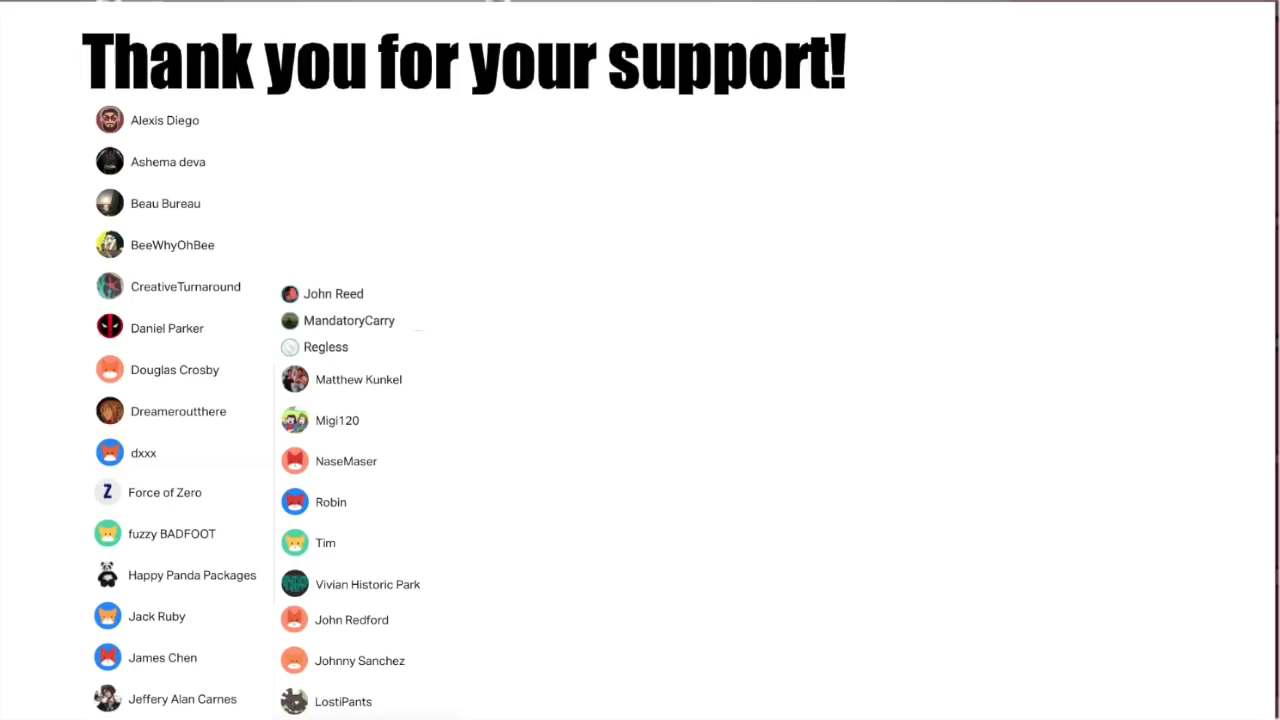 Thank you for your support!
Alexis Diego
Ashema deva
Beau Bureau
BeeWhyOhBee
CreativeTurnaround
Daniel Parker
Douglas Crosby
Dreameroutthere
dxxx
Z Force of Zero
fuzzy BADFOOT
Happy Panda Packages
Jack Ruby
James Chen
Jeffery Alan Carnes
John Reed
MandatoryCarry
Regless
Matthew Kunkel
Migi120
NaseMaser
Robin
Tim
Vivian Historic Park
John Redford
Johnny Sanchez
LostiPants